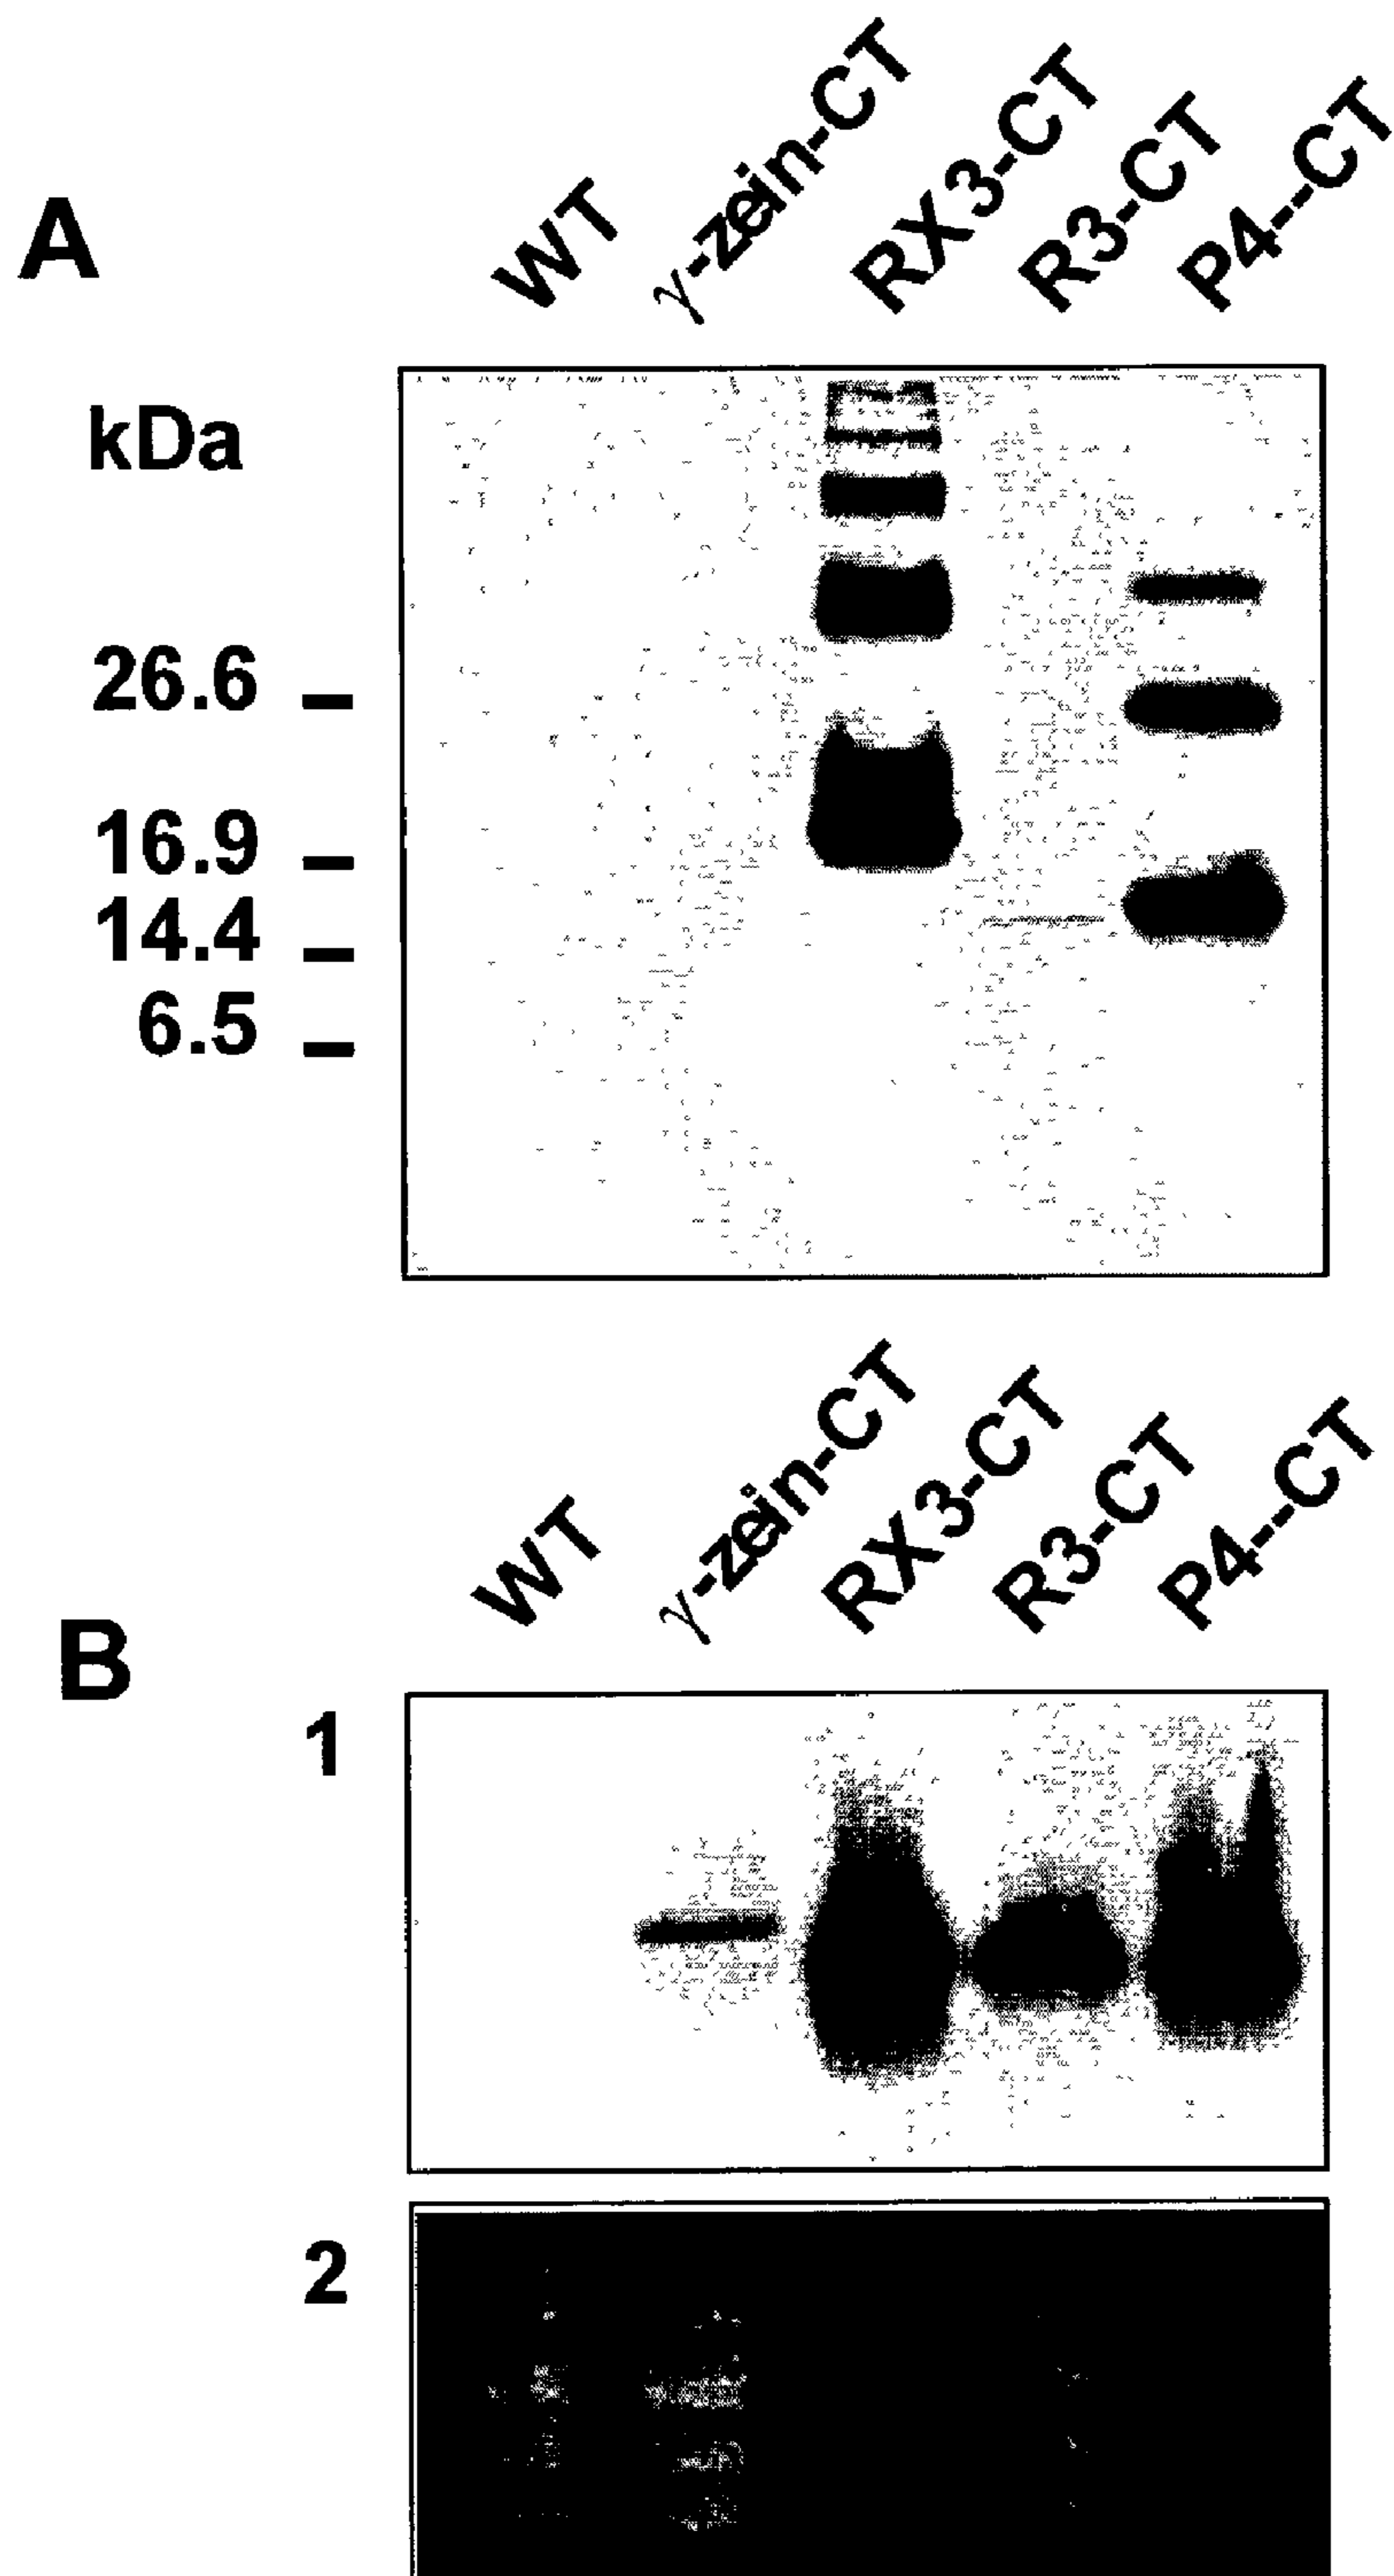 A
WT
γ-zein-CT
RX3-CT
R3-CT
P4--CT
kDa
26.6
16.9
14.4
6.5
B
WT
γ-zein-CT
RX3-CT
R3-CT
P4--CT
1
2